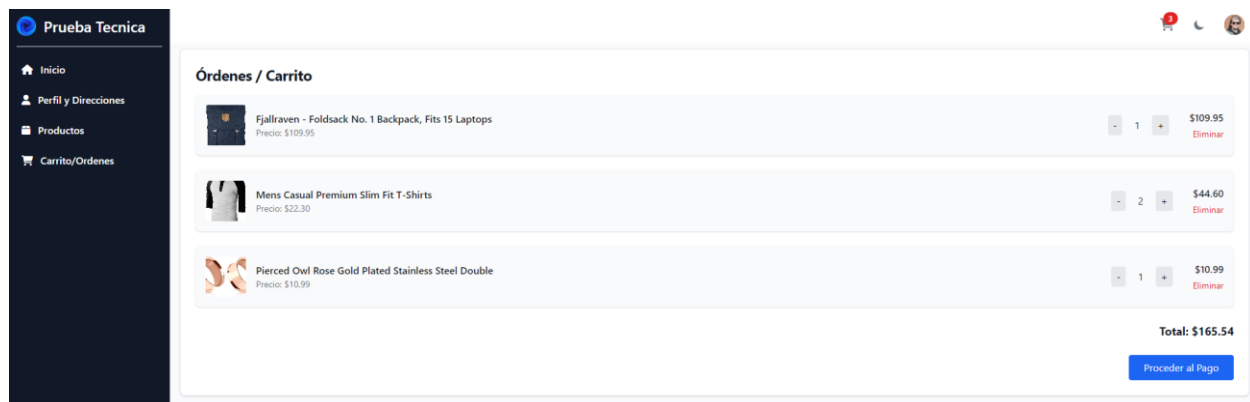 Prueba Tecnica
3
Inicio
Perfil y Direcciones
Productos
Carrito/Ordenes
Órdenes / Carrito
Fjallraven - Foldsack No. 1 Backpack, Fits 15 Laptops
Precio: $109.95
- 1 +
$109.95
Eliminar
Mens Casual Premium Slim Fit T-Shirts
Precio: $22.30
- 2 +
$44.60
Eliminar
Pierced Owl Rose Gold Plated Stainless Steel Double
Precio: $10.99
- 1 +
$10.99
Eliminar
Total: $165.54
Proceder al Pago